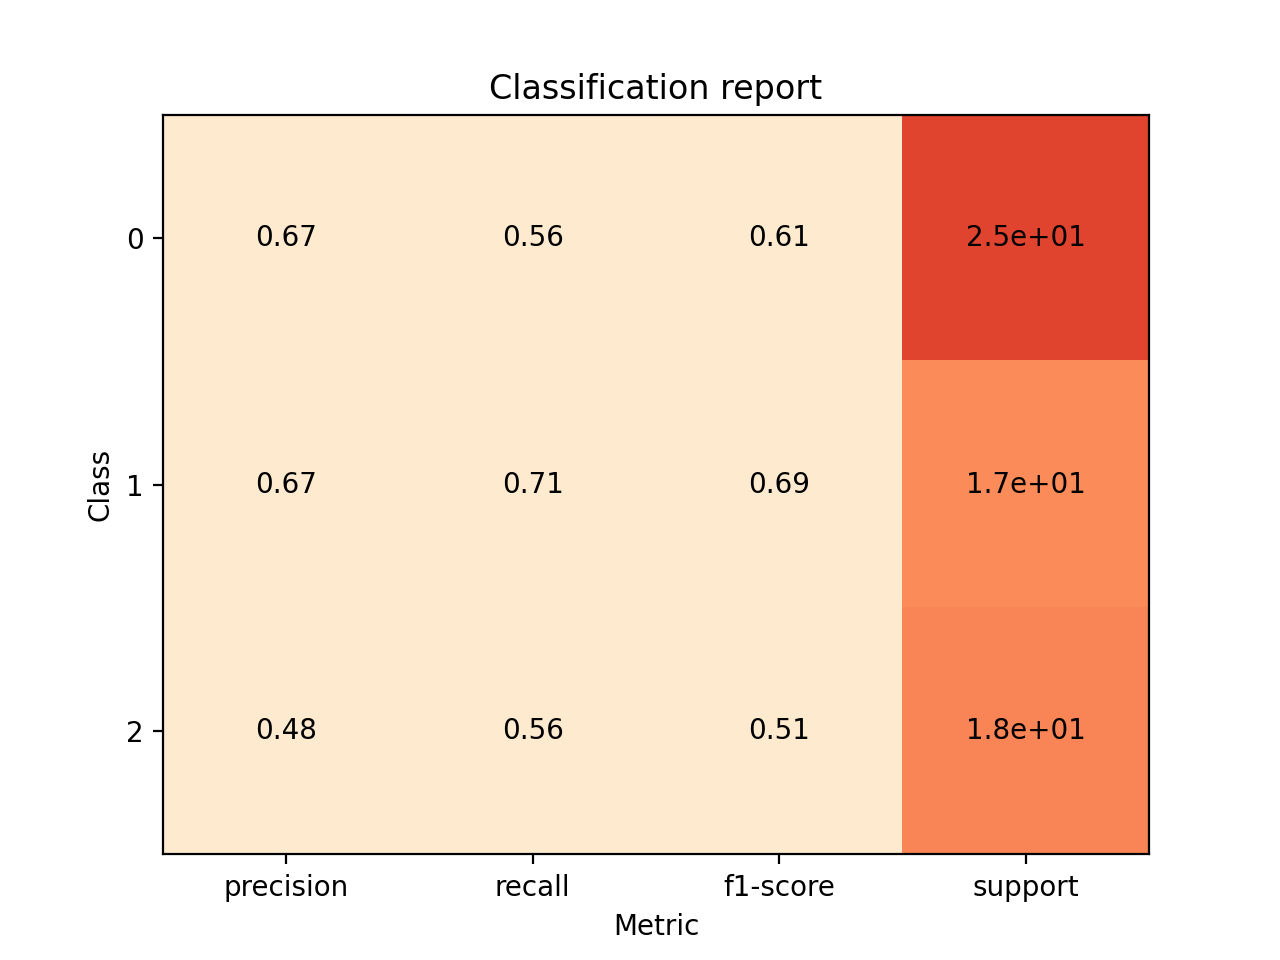 Classification report
0 0.67 0.56 0.61 2.5e+01
Class
1 0.67 0.71 0.69 1.7e+01
2 0.48 0.56 0.51 1.8e+01
precision recall f1-score support
Metric